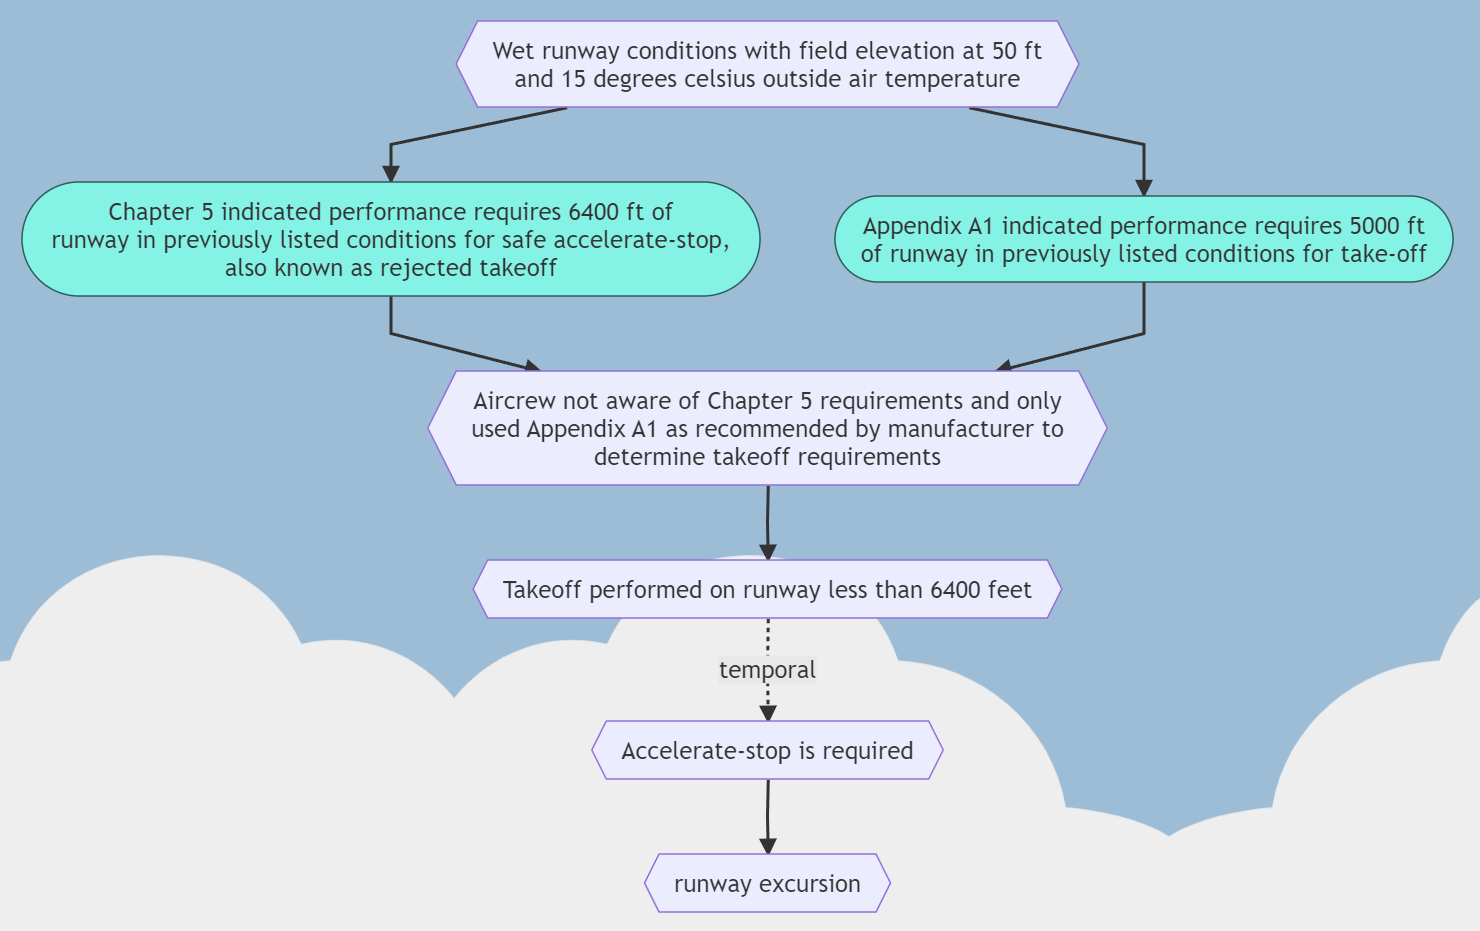 Wet runway conditions with field elevation at 50 ft
and 15 degrees celsius outside air temperature
Chapter 5 indicated performance requires 6400 ft of
runway in previously listed conditions for safe accelerate-stop,
also known as rejected takeoff
Appendix A1 indicated performance requires 5000 ft
of runway in previously listed conditions for take-off
Aircrew not aware of Chapter 5 requirements and only
used Appendix A1 as recommended by manufacturer to
determine takeoff requirements
Takeoff performed on runway less than 6400 feet
temporal
Accelerate-stop is required
runway excursion